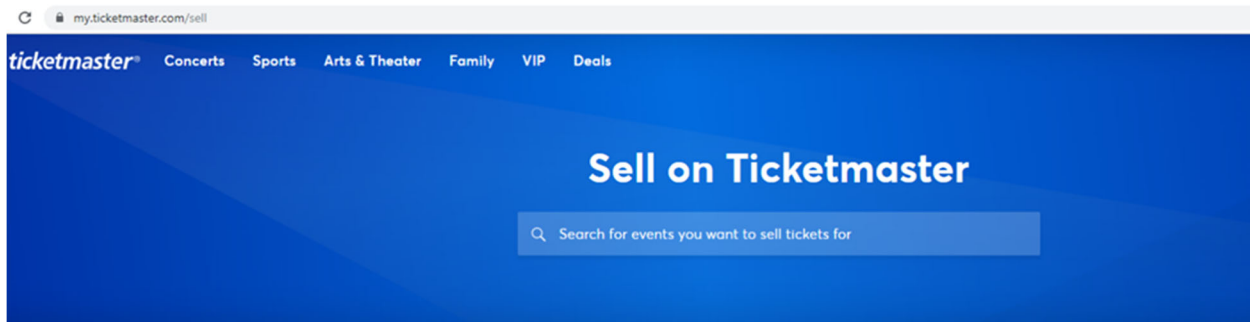 my.ticketmaster.com/sell
ticketmaster® Concerts Sports Arts & Theater Family VIP Deals
Sell on Ticketmaster
Search for events you want to sell tickets for